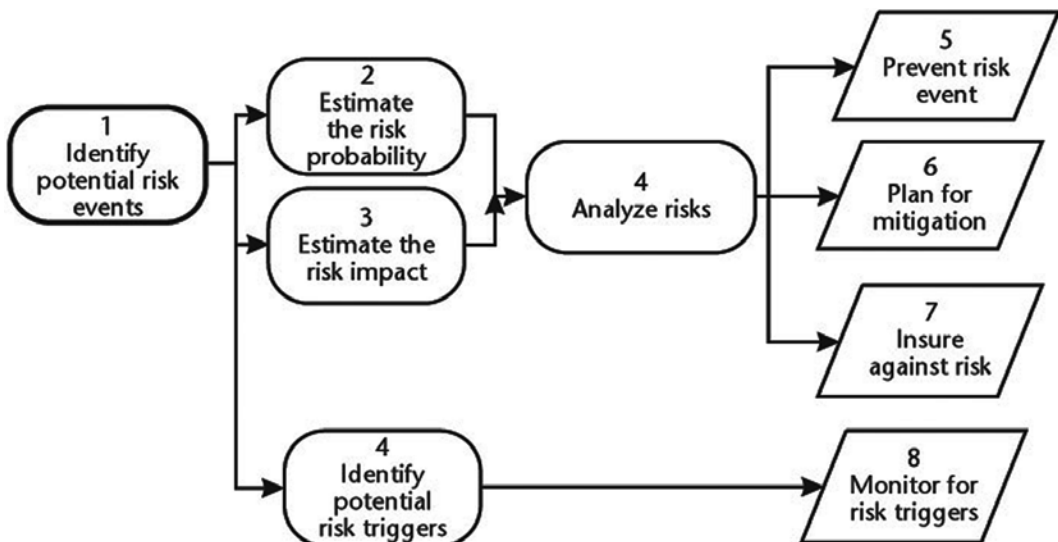 1
Identify
potential risk
events
2
Estimate
the risk
probability
3
Estimate the
risk impact
4
Analyze risks
5
Prevent risk
event
6
Plan for
mitigation
7
Insure
against risk
4
Identify
potential
risk triggers
8
Monitor for
risk triggers